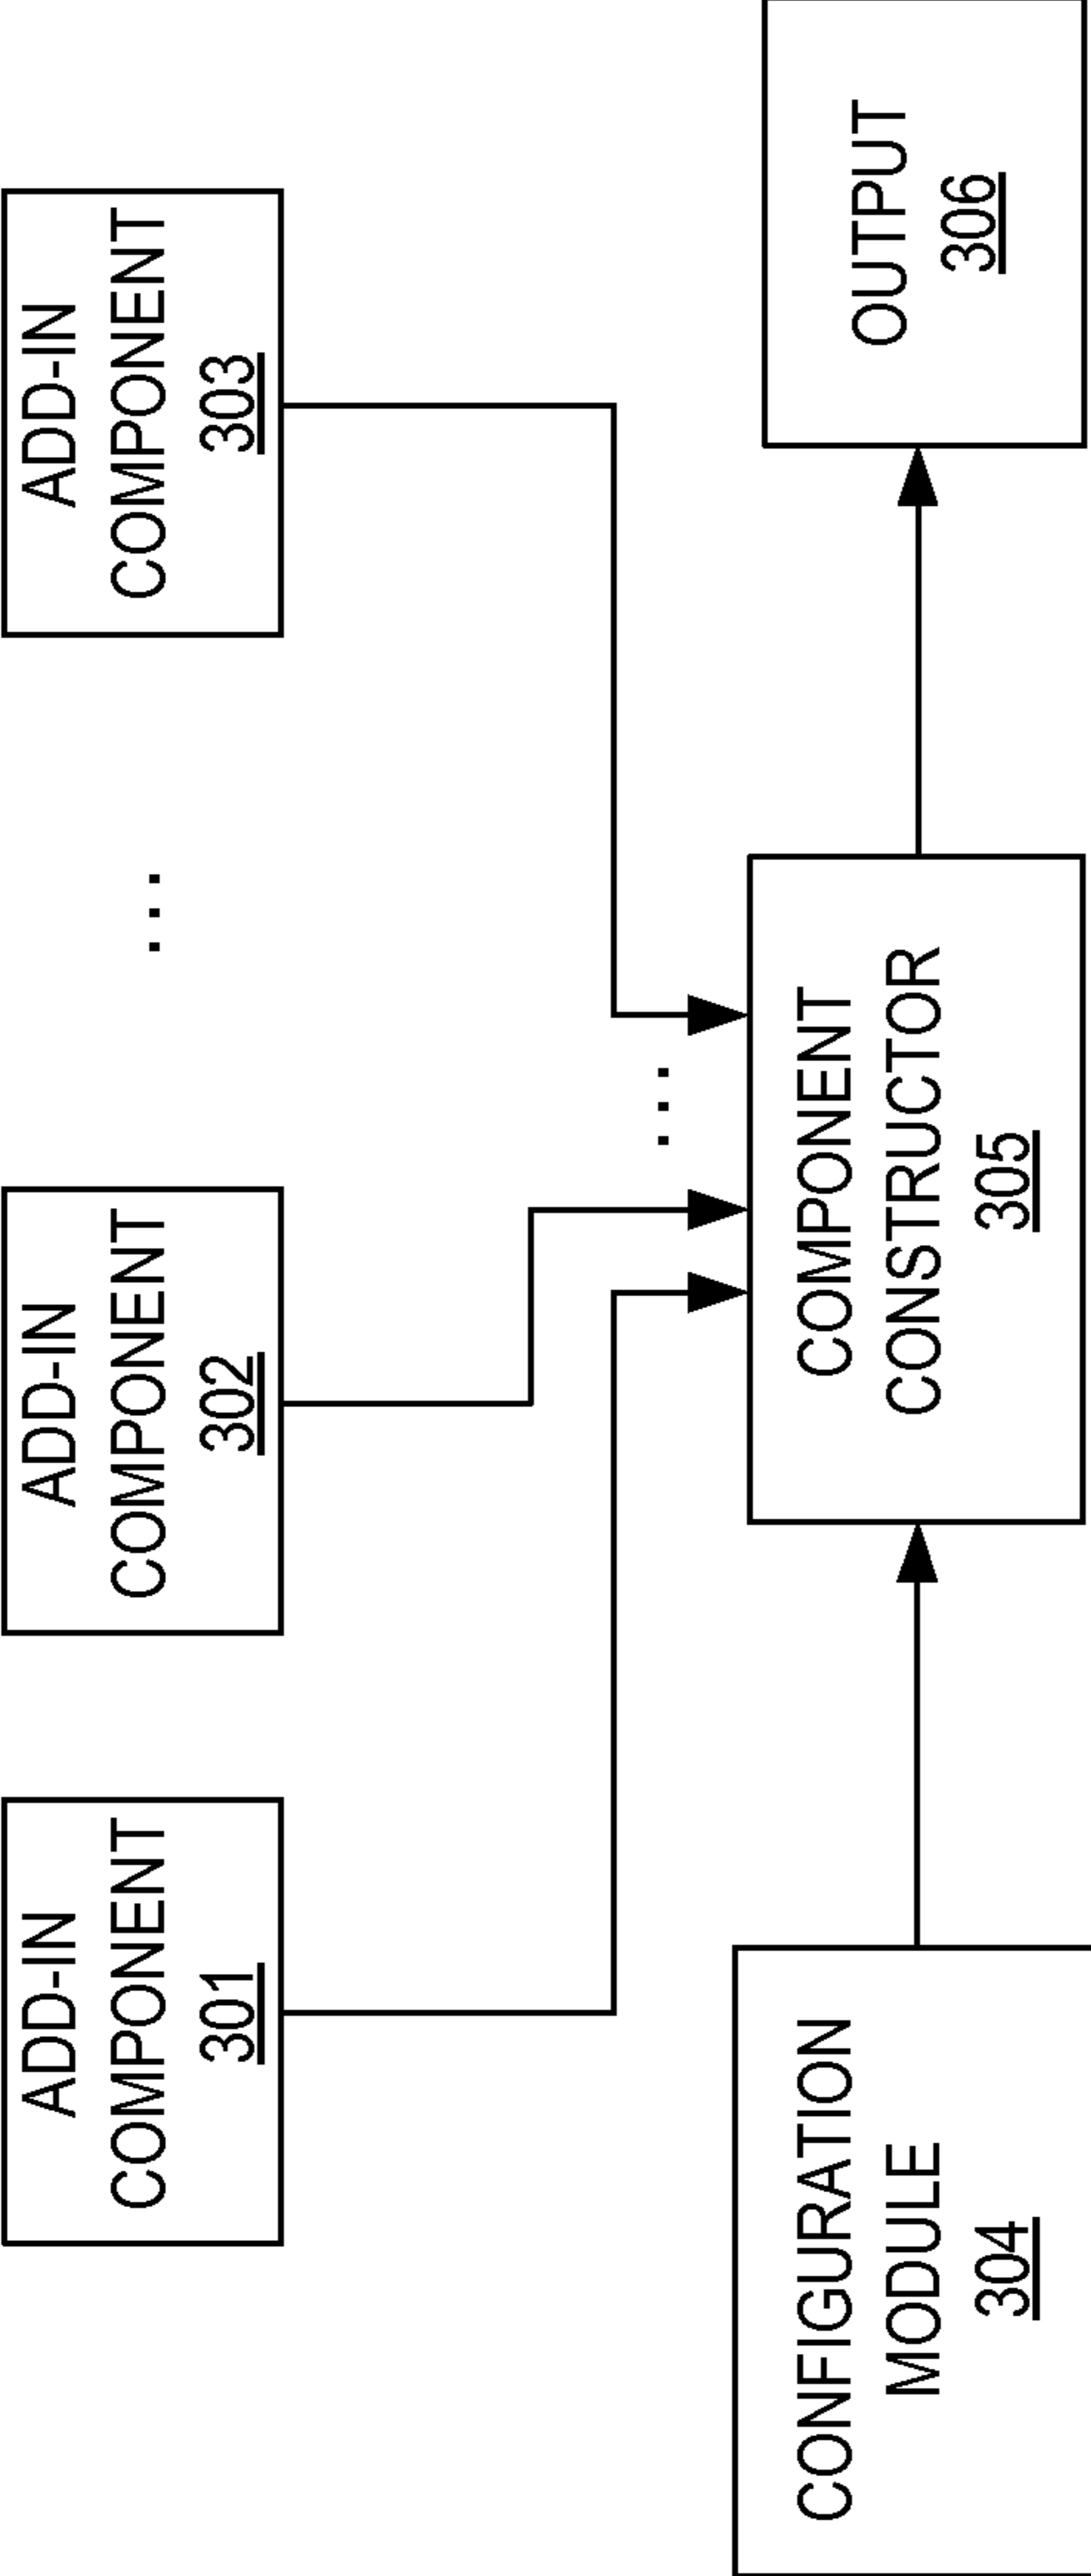 ADD-IN
COMPONENT
301
ADD-IN
COMPONENT
302
...
ADD-IN
COMPONENT
303
...
CONFIGURATION
MODULE
304
COMPONENT
CONSTRUCTOR
305
OUTPUT
306